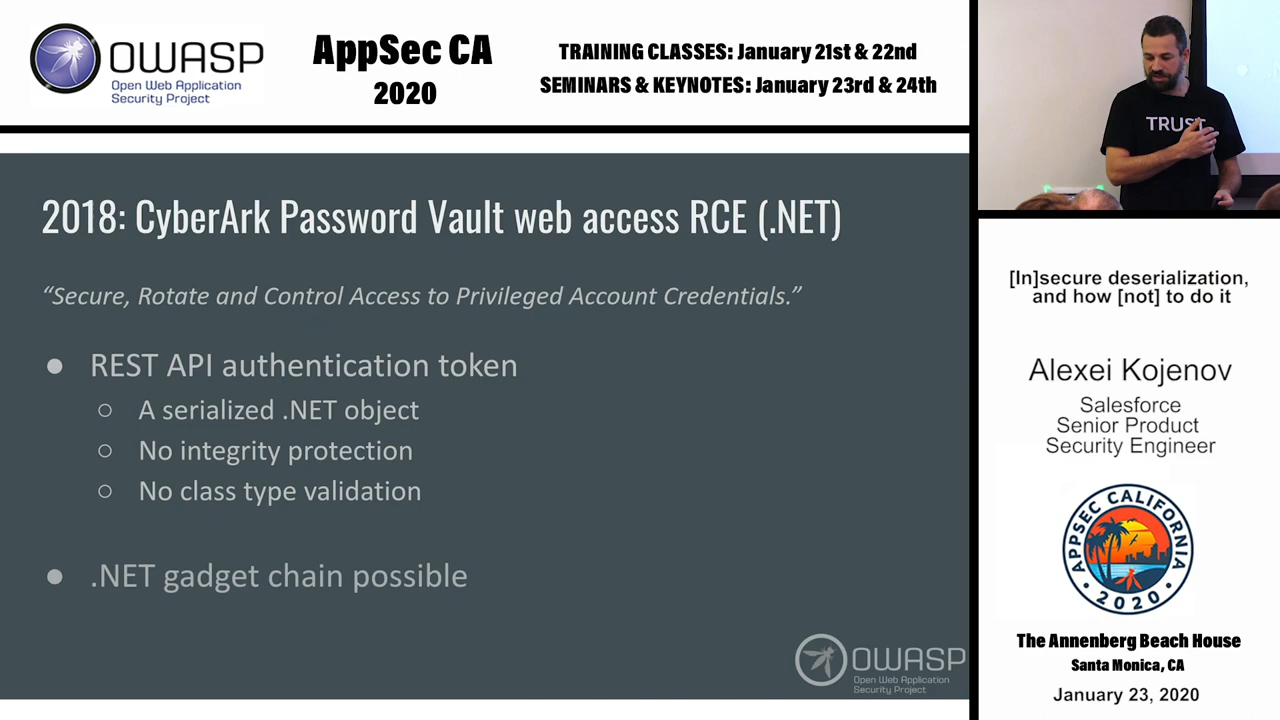 OWASP
Open Web Application
Security Project
AppSec CA
2020
TRAINING CLASSES: January 21st & 22nd
SEMINARS & KEYNOTES: January 23rd & 24th
2018: CyberArk Password Vault web access RCE (.NET)
“Secure, Rotate and Control Access to Privileged Account Credentials.”
● REST API authentication token
○ A serialized .NET object
○ No integrity protection
○ No class type validation
● .NET gadget chain possible
OWASP
Open Web Application
Security Project
TRUST
[In]secure deserialization,
and how [not] to do it
Alexei Kojenov
Salesforce
Senior Product
Security Engineer
APPSEC CALIFORNIA
• 2020 •
The Annenberg Beach House
Santa Monica, CA
January 23, 2020